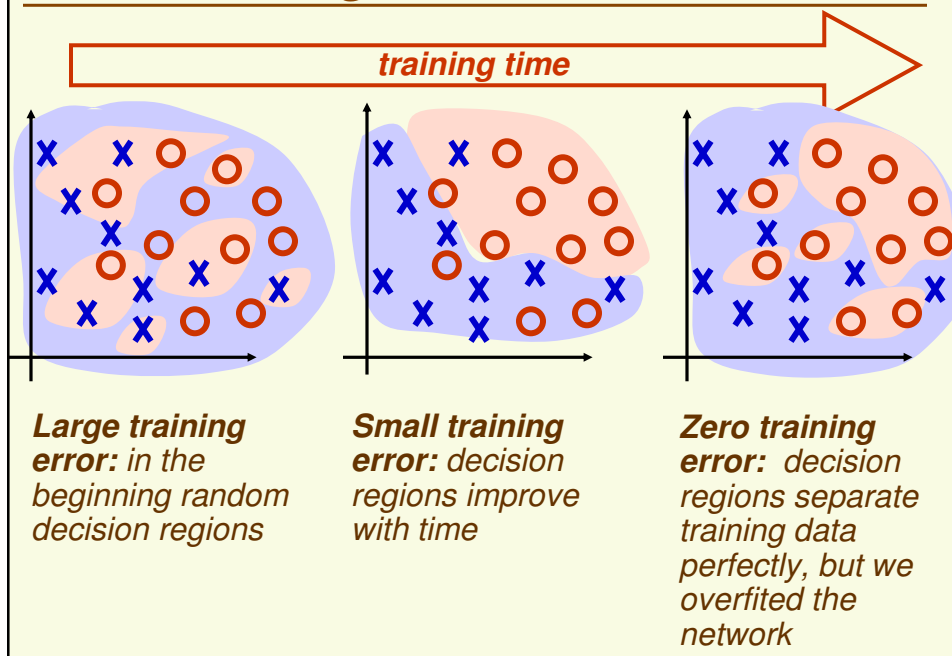 training time
Large training
error: in the
beginning random
decision regions
Small training
error: decision
regions improve
with time
Zero training
error: decision
regions separate
training data
perfectly, but we
overfited the
network